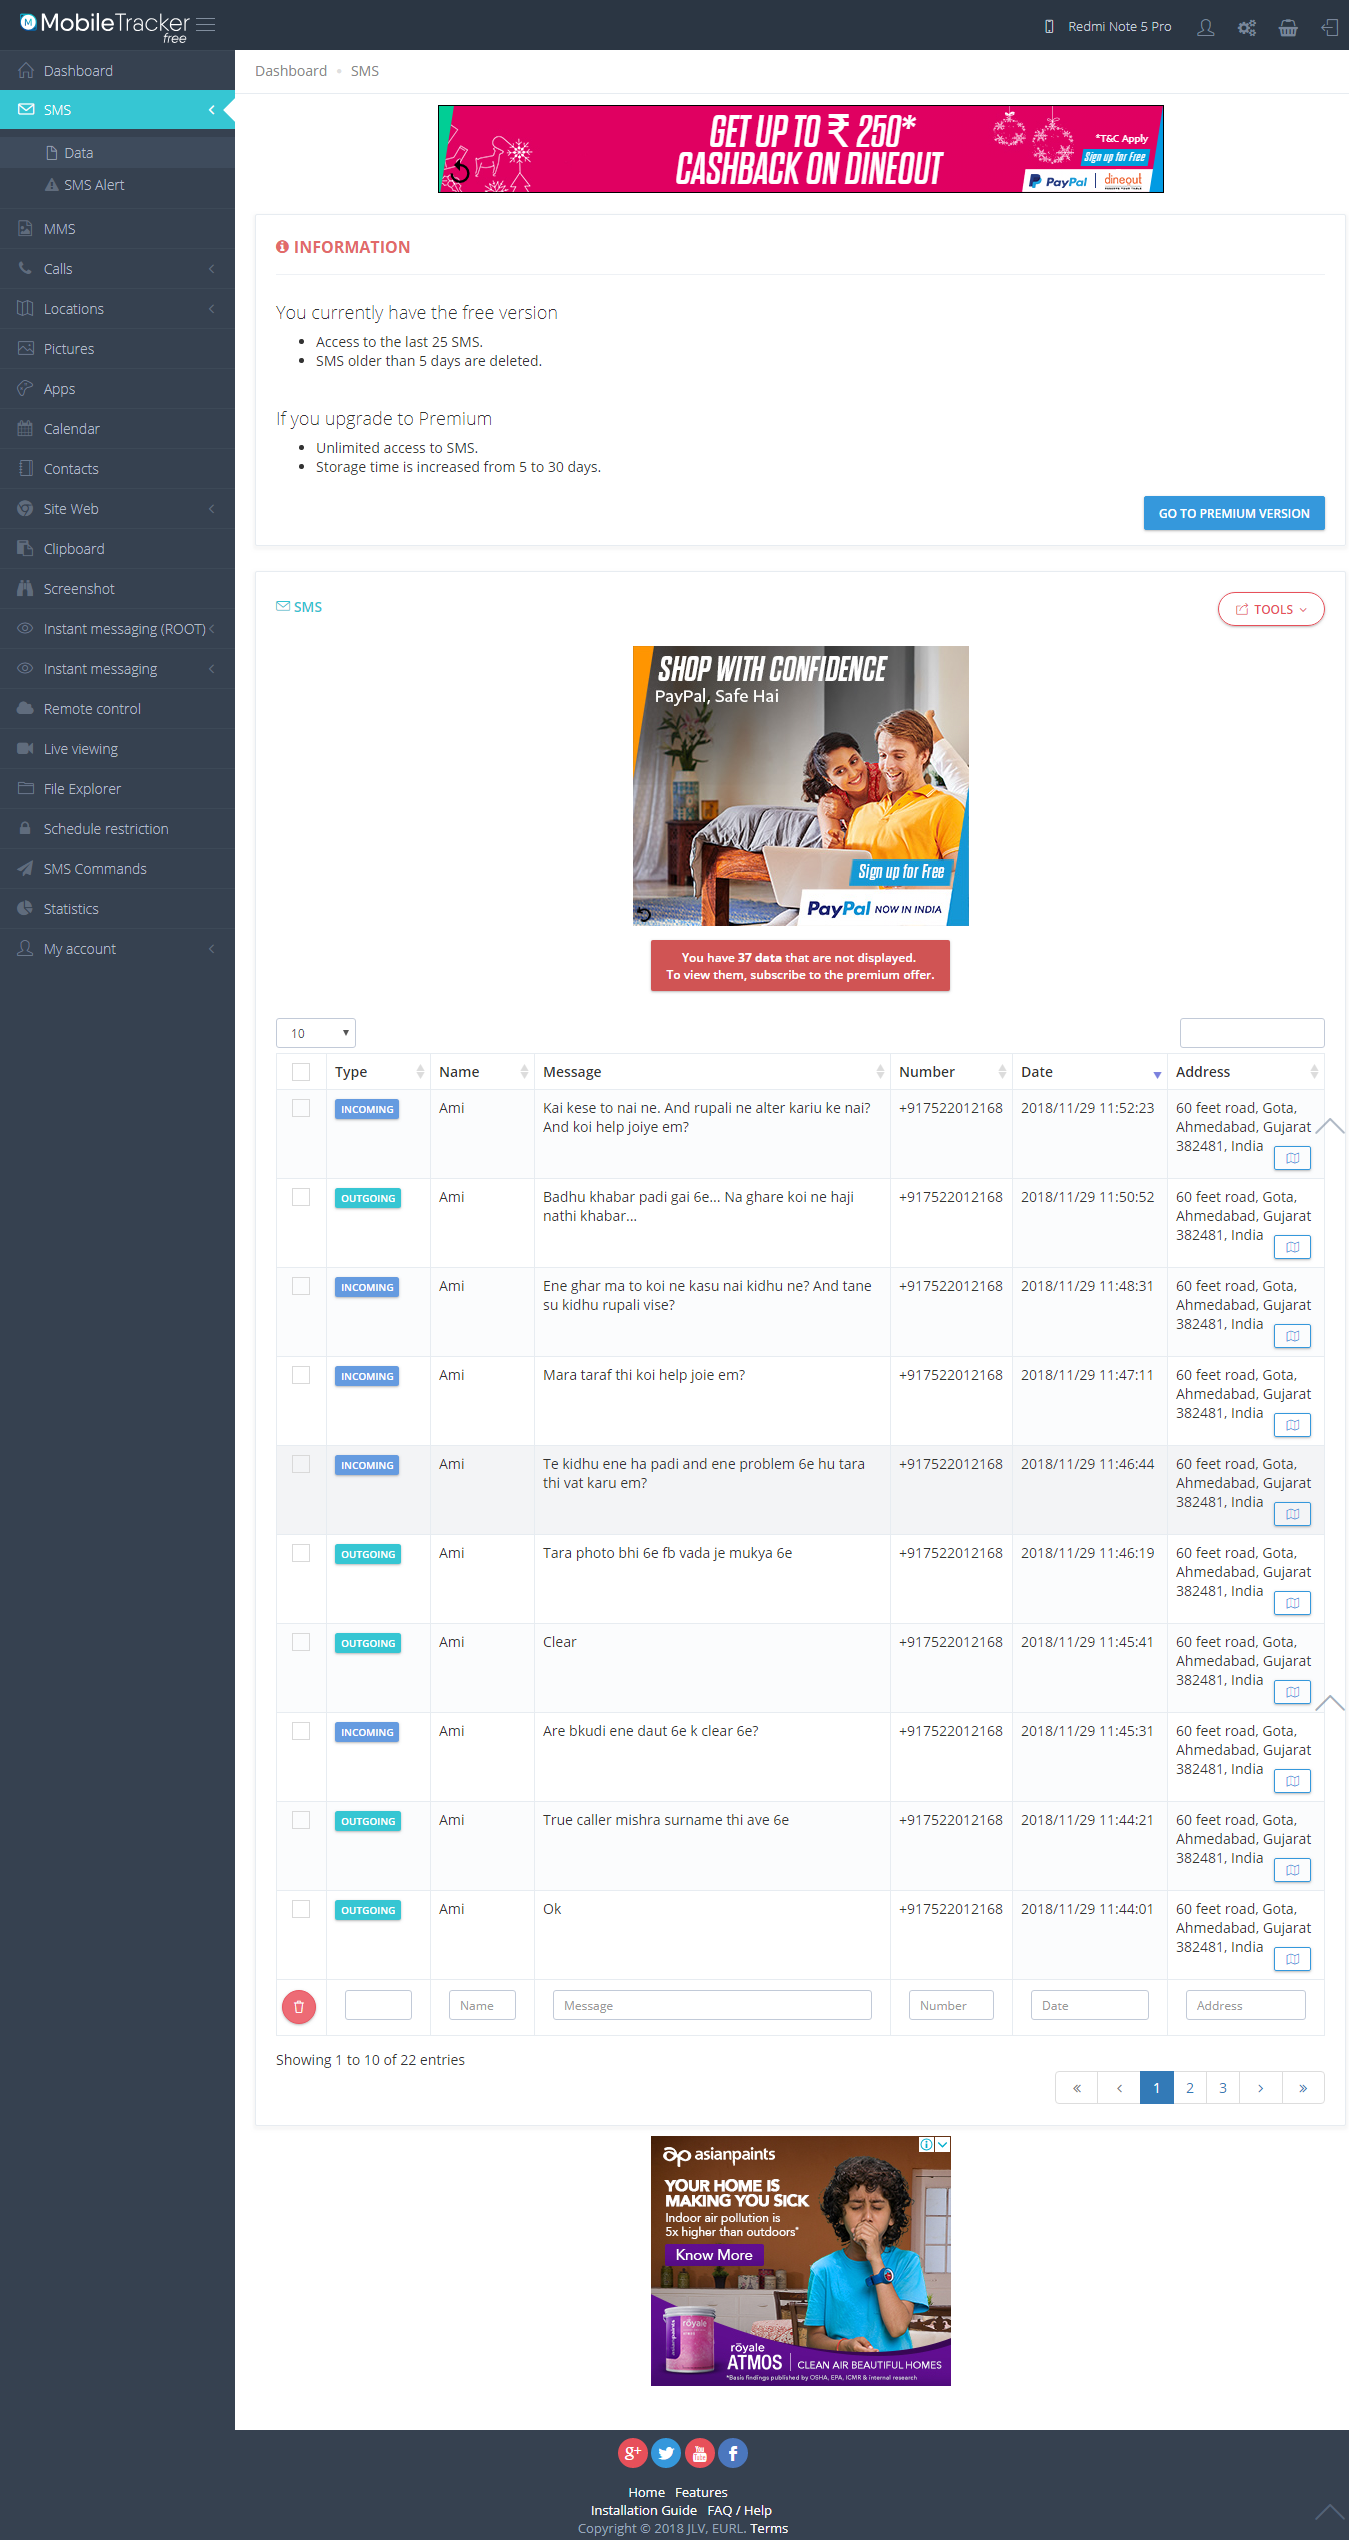 MobileTracker
free
Redmi Note 5 Pro
Dashboard
SMS
Data
SMS Alert
MMS
Calls
Locations
Pictures
Apps
Calendar
Contacts
Site Web
Clipboard
Screenshot
Instant messaging (ROOT)
Instant messaging
Remote control
Live viewing
File Explorer
Schedule restriction
SMS Commands
Statistics
My account
Dashboard • SMS
GET UP TO ₹ 250*
CASHBACK ON DINEOUT
*T&C Apply
Sign up for Free
PayPal | dineout
INFORMATION
You currently have the free version
• Access to the last 25 SMS.
• SMS older than 5 days are deleted.
If you upgrade to Premium
• Unlimited access to SMS.
• Storage time is increased from 5 to 30 days.
GO TO PREMIUM VERSION
SMS
TOOLS
SHOP WITH CONFIDENCE
PayPal, Safe Hai
Sign up for Free
PayPal NOW IN INDIA
You have 37 data that are not displayed.
To view them, subscribe to the premium offer.
10
Type Name Message Number Date Address
INCOMING Ami Kai kese to nai ne. And rupali ne alter kariu ke nai? +917522012168 2018/11/29 11:52:23 60 feet road, Gota,
And koi help joiye em? Ahmedabad, Gujarat
382481, India
OUTGOING Ami Badhu khabar padi gai 6e... Na ghare koi ne haji +917522012168 2018/11/29 11:50:52 60 feet road, Gota,
nathi khabar... Ahmedabad, Gujarat
382481, India
INCOMING Ami Ene ghar ma to koi ne kasu nai kidhu ne? And tane +917522012168 2018/11/29 11:48:31 60 feet road, Gota,
su kidhu rupali vise? Ahmedabad, Gujarat
382481, India
INCOMING Ami Mara taraf thi koi help joie em? +917522012168 2018/11/29 11:47:11 60 feet road, Gota,
Ahmedabad, Gujarat
382481, India
INCOMING Ami Te kidhu ene ha padi and ene problem 6e hu tara +917522012168 2018/11/29 11:46:44 60 feet road, Gota,
thi vat karu em? Ahmedabad, Gujarat
382481, India
OUTGOING Ami Tara photo bhi 6e fb vada je mukya 6e +917522012168 2018/11/29 11:46:19 60 feet road, Gota,
Ahmedabad, Gujarat
382481, India
OUTGOING Ami Clear +917522012168 2018/11/29 11:45:41 60 feet road, Gota,
Ahmedabad, Gujarat
382481, India
INCOMING Ami Are bkudi ene daut 6e k clear 6e? +917522012168 2018/11/29 11:45:31 60 feet road, Gota,
Ahmedabad, Gujarat
382481, India
OUTGOING Ami True caller mishra surname thi ave 6e +917522012168 2018/11/29 11:44:21 60 feet road, Gota,
Ahmedabad, Gujarat
382481, India
OUTGOING Ami Ok +917522012168 2018/11/29 11:44:01 60 feet road, Gota,
Ahmedabad, Gujarat
382481, India
Name Message Number Date Address
Showing 1 to 10 of 22 entries
« ‹ 1 2 3 › »
ap asianpaints
YOUR HOME IS
MAKING YOU SICK
Indoor air pollution is
5x higher than outdoors*
Know More
röyale
röyale
ATMOS | CLEAN AIR BEAUTIFUL HOMES
*Basic findings published by OSHA, EPA, ICMR & internal research
g+ You Tube f
Home Features
Installation Guide FAQ / Help
Copyright © 2018 JLV, EURL. Terms